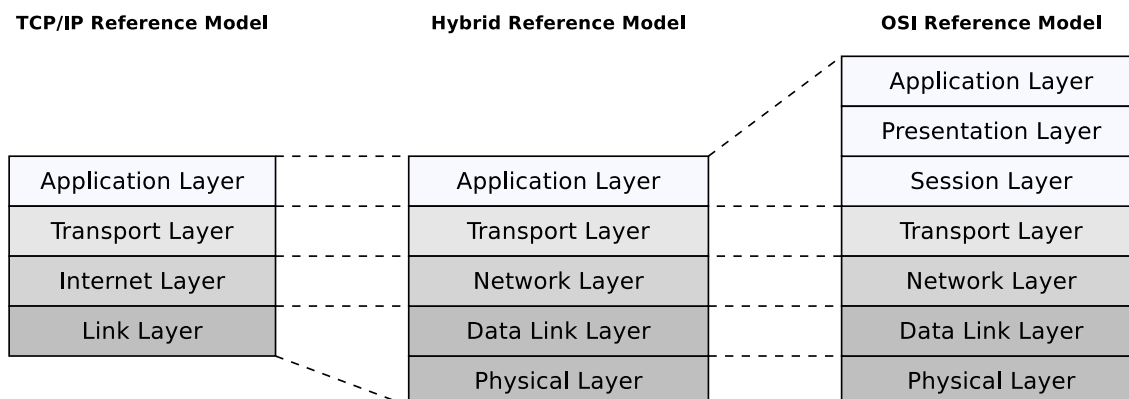 TCP/IP Reference Model
Application Layer
Transport Layer
Internet Layer
Link Layer
Hybrid Reference Model
Application Layer
Transport Layer
Network Layer
Data Link Layer
Physical Layer
OSI Reference Model
Application Layer
Presentation Layer
Session Layer
Transport Layer
Network Layer
Data Link Layer
Physical Layer